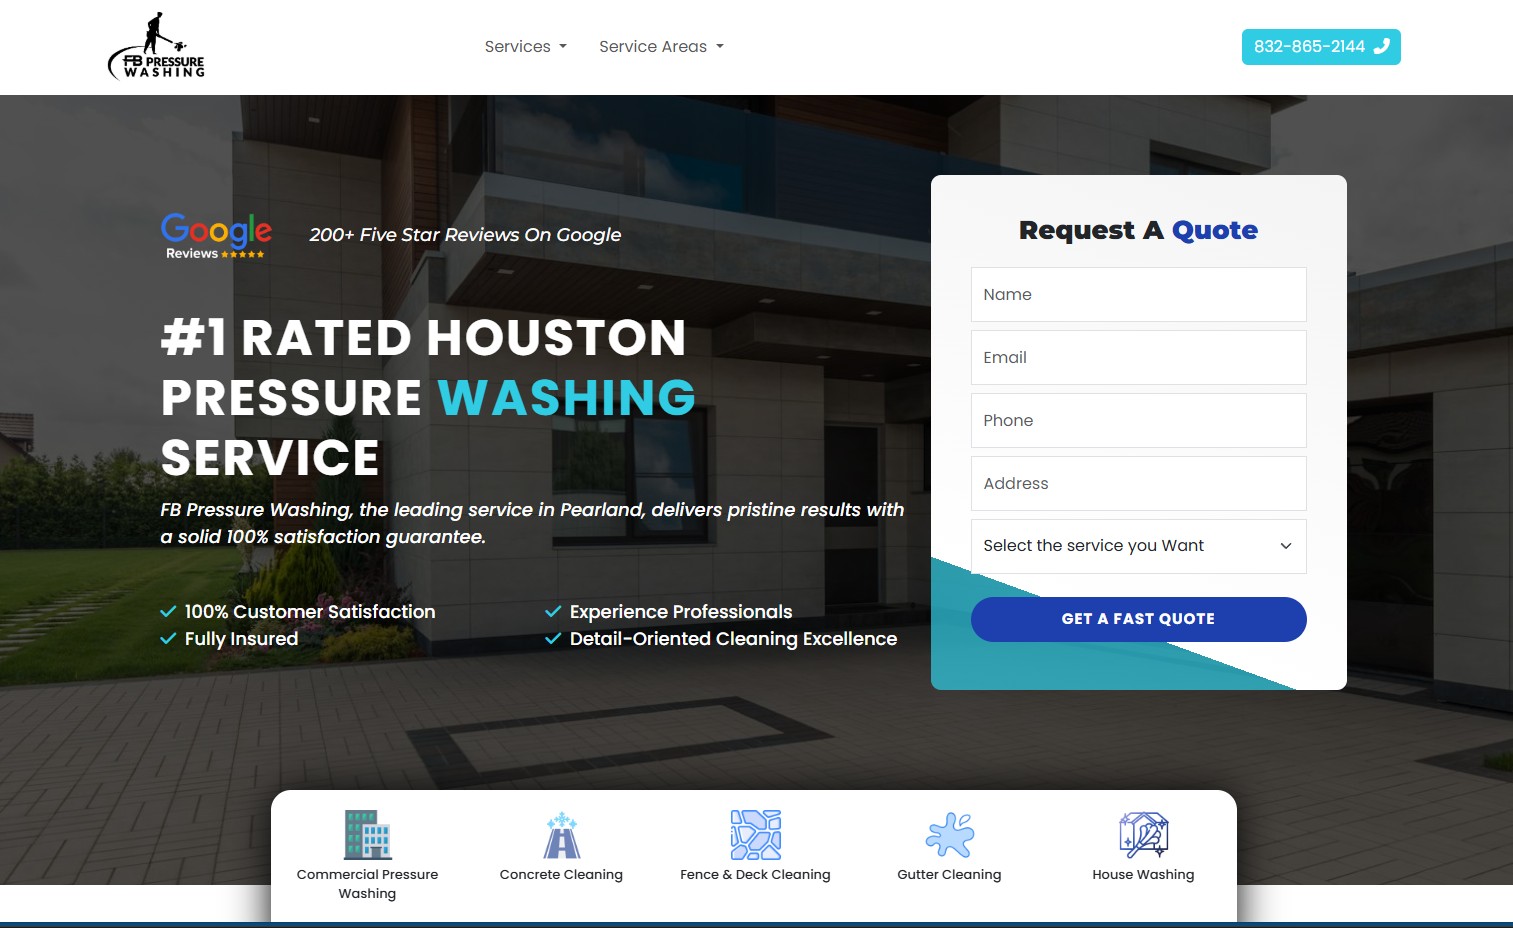 FB PRESSURE
WASHING
Services
Service Areas
832-865-2144
Google
Reviews
200+ Five Star Reviews On Google
#1 RATED HOUSTON
PRESSURE WASHING
SERVICE
FB Pressure Washing, the leading service in Pearland, delivers pristine results with
a solid 100% satisfaction guarantee.
100% Customer Satisfaction
Experience Professionals
Fully Insured
Detail-Oriented Cleaning Excellence
Request A Quote
Name
Email
Phone
Address
Select the service you Want
GET A FAST QUOTE
Commercial Pressure
Washing
Concrete Cleaning
Fence & Deck Cleaning
Gutter Cleaning
House Washing